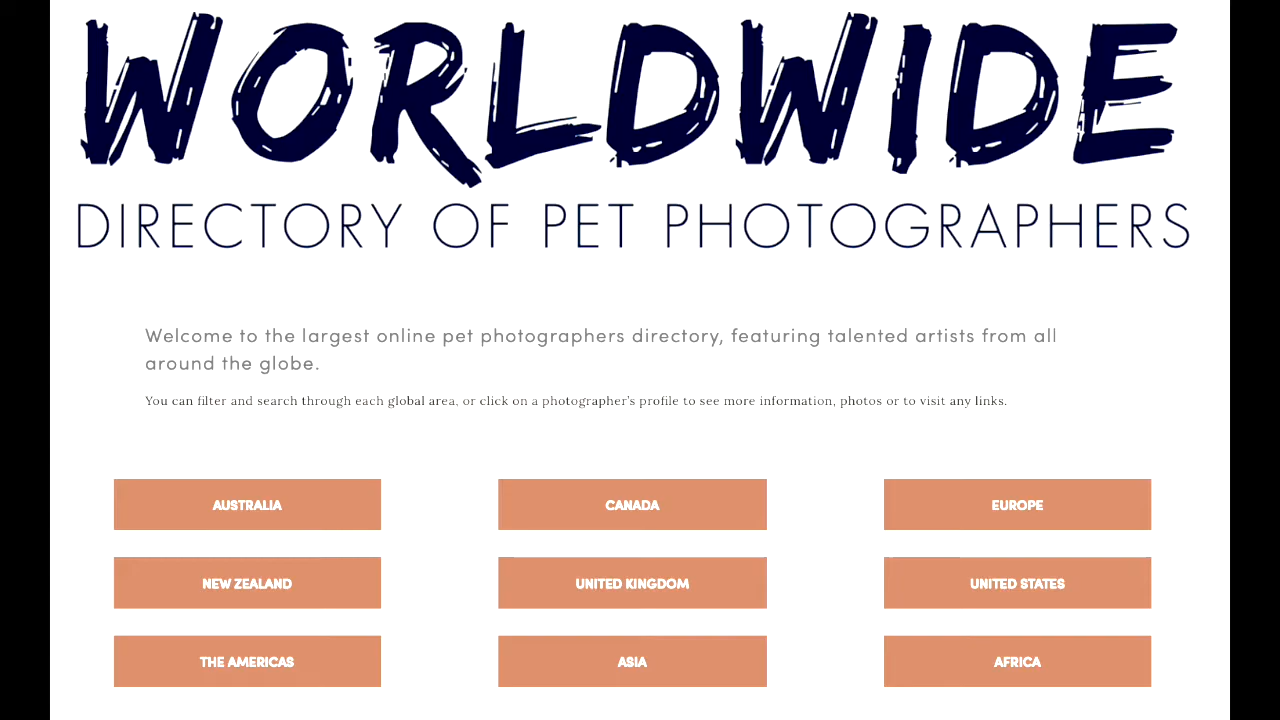 WORLDWIDE
DIRECTORY OF PET PHOTOGRAPHERS
Welcome to the largest online pet photographers directory, featuring talented artists from all
around the globe.
You can filter and search through each global area, or click on a photographer's profile to see more information, photos or to visit any links.
AUSTRALIA
CANADA
EUROPE
NEW ZEALAND
UNITED KINGDOM
UNITED STATES
THE AMERICAS
ASIA
AFRICA